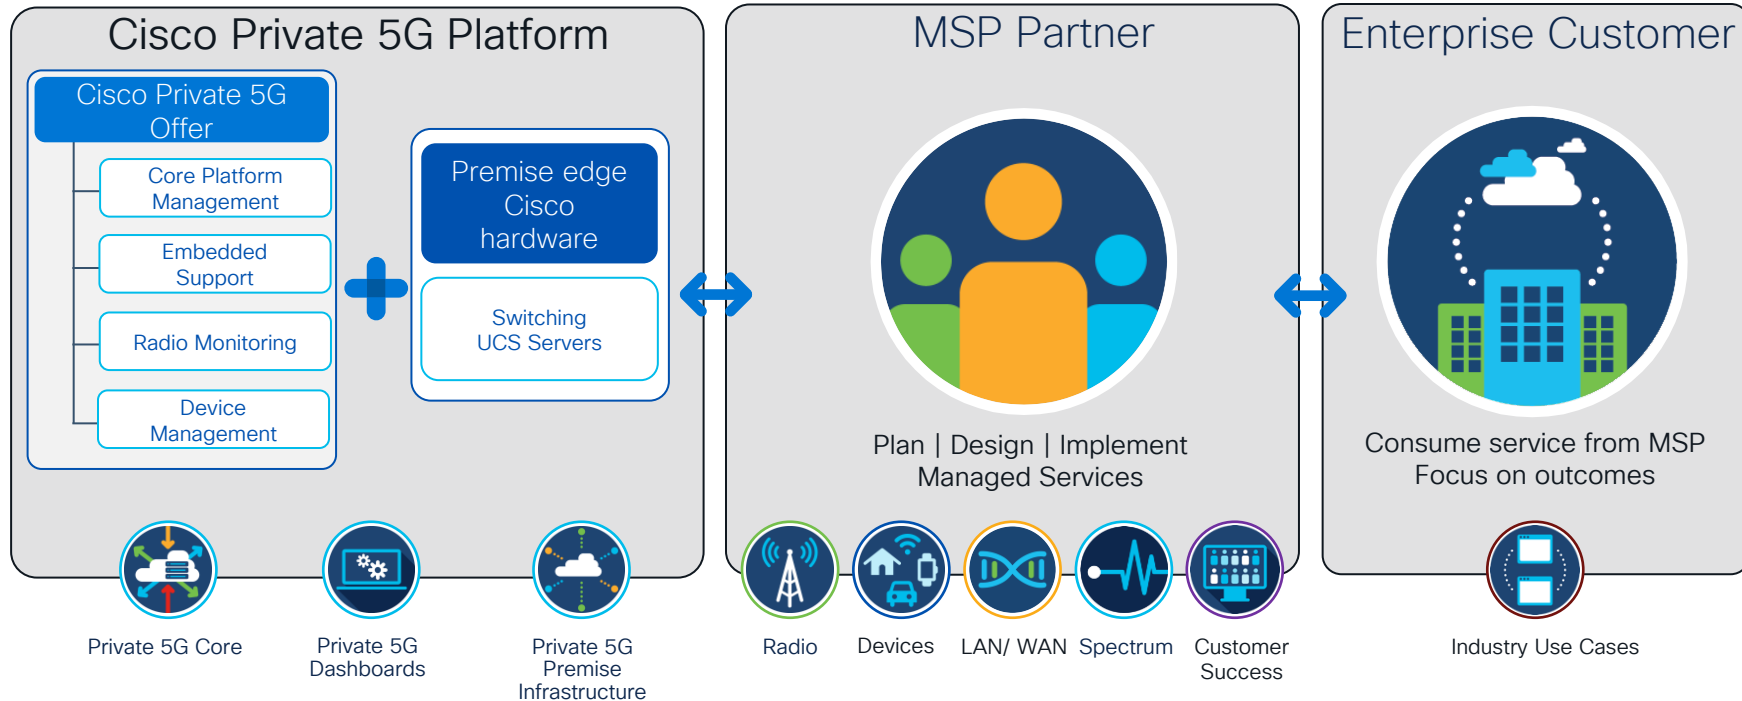 Cisco Private 5G Platform
Cisco Private 5G
Offer
Core Platform
Management
Embedded
Support
Radio Monitoring
Device
Management
Premise edge
Cisco
hardware
Switching
UCS Servers
Private 5G Core
Private 5G
Dashboards
Private 5G
Premise
Infrastructure
MSP Partner
Plan | Design | Implement
Managed Services
Radio
Devices
LAN/ WAN
Spectrum
Customer
Success
Enterprise Customer
Consume service from MSP
Focus on outcomes
Industry Use Cases